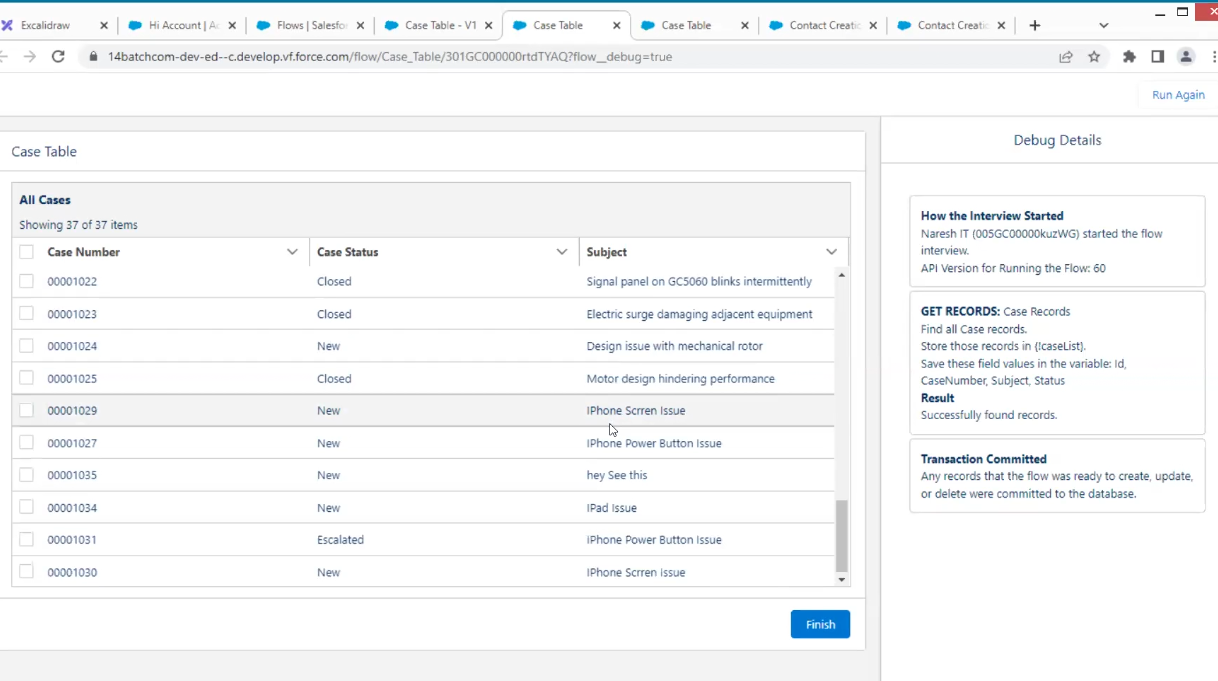 Excalidraw
Hi Account | Ac
Flows | Salesfor
Case Table - V1
Case Table
Case Table
Contact Creatic
Contact Creatic
14batchcom-dev-ed--c.develop.vf.force.com/flow/Case_Table/301GC000000rtdTYAQ?flow__debug=true
Run Again
Case Table
All Cases
Showing 37 of 37 items
Case Number Case Status Subject
00001022 Closed Signal panel on GC5060 blinks intermittently
00001023 Closed Electric surge damaging adjacent equipment
00001024 New Design issue with mechanical rotor
00001025 Closed Motor design hindering performance
00001029 New IPhone Scrren Issue
00001027 New IPhone Power Button Issue
00001035 New hey See this
00001034 New IPad Issue
00001031 Escalated IPhone Power Button Issue
00001030 New IPhone Scrren Issue
Finish
Debug Details
How the Interview Started
Naresh IT (005GC00000kuzWG) started the flow
interview.
API Version for Running the Flow: 60
GET RECORDS: Case Records
Find all Case records.
Store those records in {!caseList}.
Save these field values in the variable: Id,
CaseNumber, Subject, Status
Result
Successfully found records.
Transaction Committed
Any records that the flow was ready to create, update,
or delete were committed to the database.